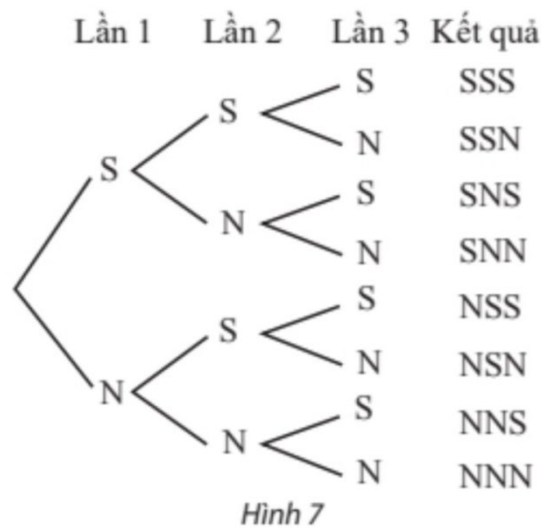 Lần 1 Lần 2 Lần 3 Kết quả
S SSS
S
N SSN
S
S SNS
N
N SNN
S NSS
S
N NSN
N
S NNS
N
N NNN
Hình 7